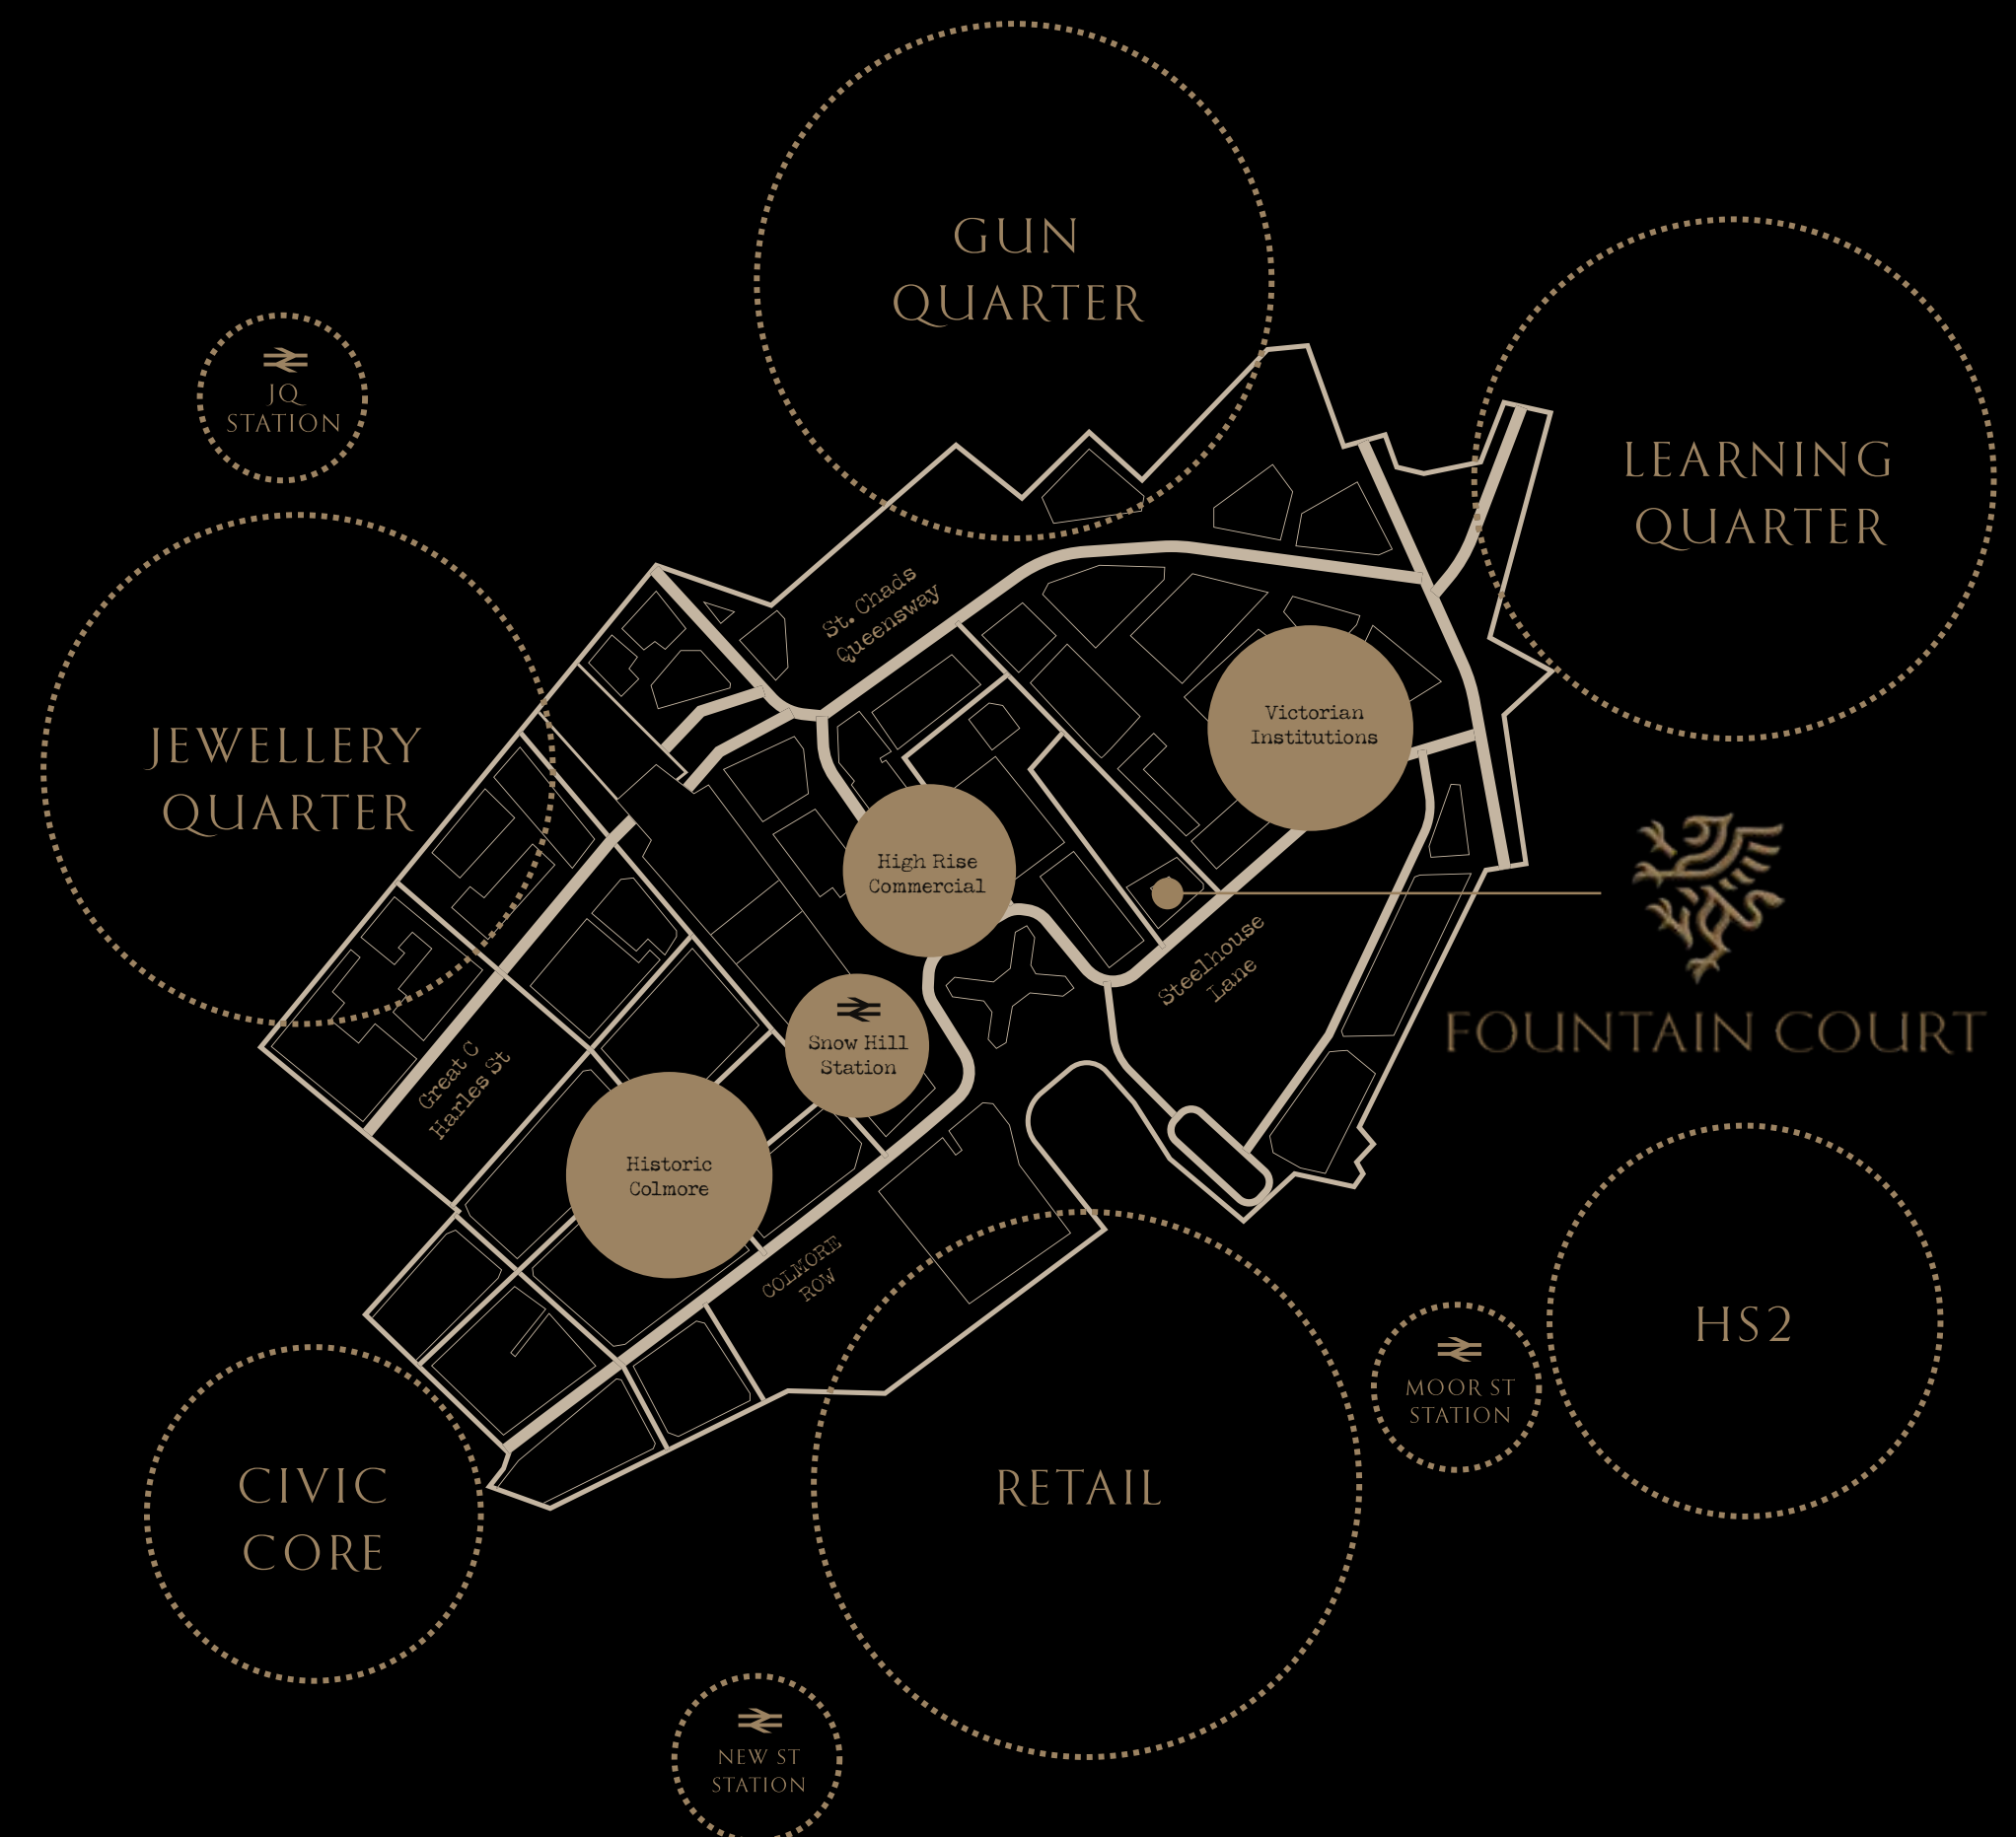 GUN
QUARTER
JQ
STATION
LEARNING
QUARTER
St. Chads
Queensway
JEWELLERY
QUARTER
Victorian
Institutions
High Rise
Commercial
Steelhouse
Lane
FOUNTAIN COURT
Snow Hill
Station
Great C
Harles St
Historic
Colmore
COLMORE
ROW
HS2
MOOR ST
STATION
CIVIC
CORE
RETAIL
NEW ST
STATION